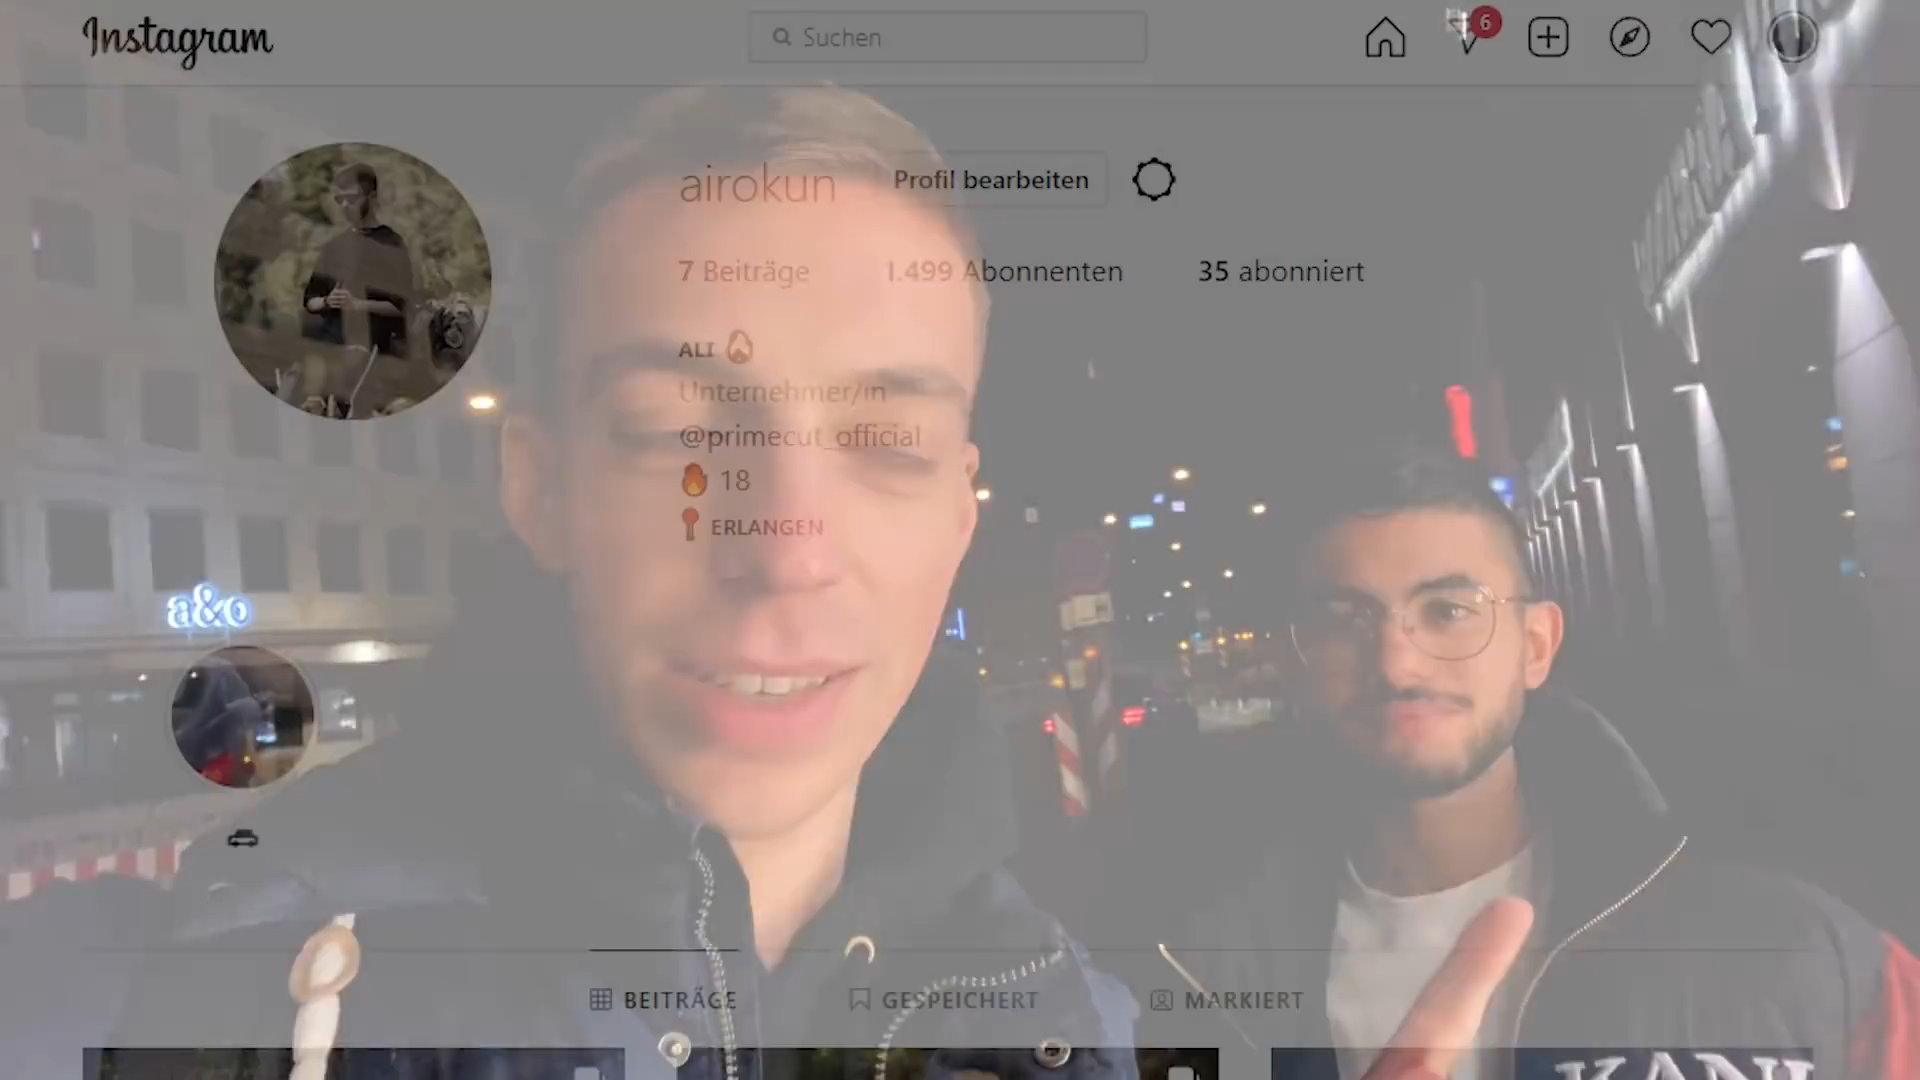 Instagram
Suchen
6
airokun
Profil bearbeiten
7 Beiträge
1.499 Abonnenten
35 abonniert
ALI
Unternehmer/in
@primecut_official
18
ERLANGEN
a&o
BEITRÄGE
GESPEICHERT
MARKIERT